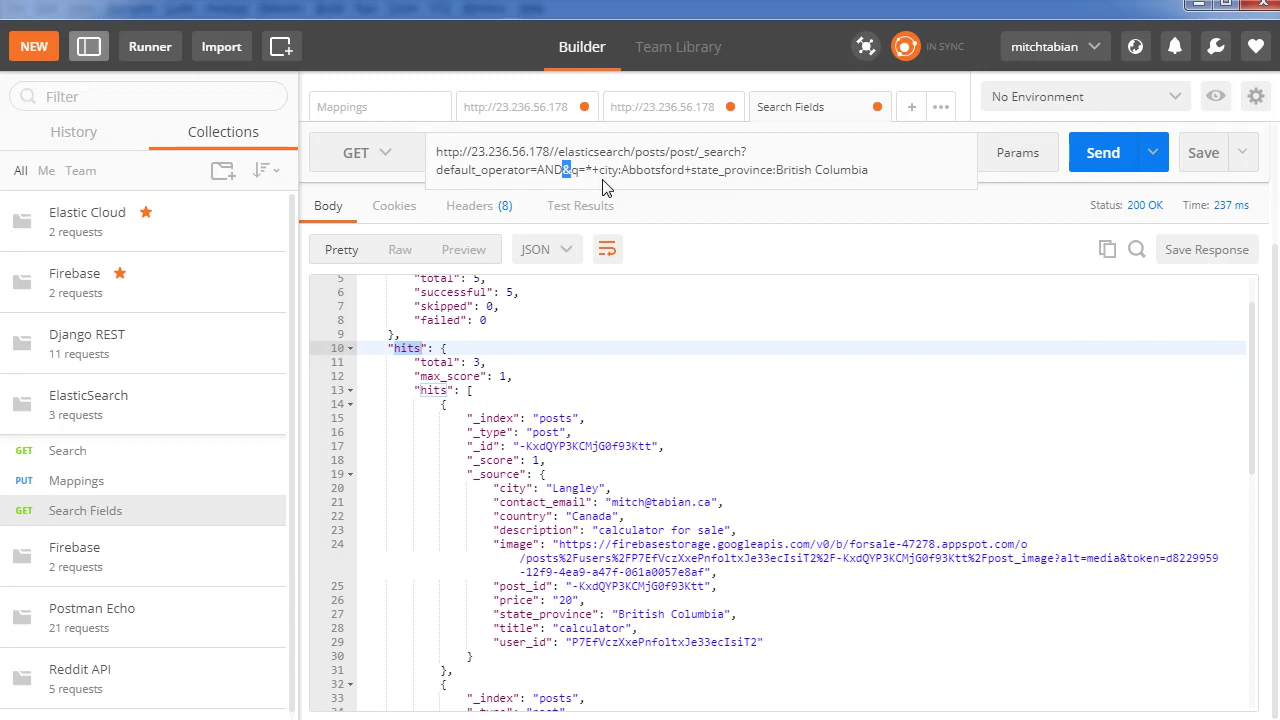 NEW
Runner
Import
Builder
Team Library
IN SYNC
mitchtabian
Filter
History
Collections
All
Me
Team
Elastic Cloud
2 requests
Firebase
2 requests
Django REST
11 requests
ElasticSearch
3 requests
GET Search
PUT Mappings
GET Search Fields
Firebase
2 requests
Postman Echo
21 requests
Reddit API
5 requests
Mappings
http://23.236.56.178
http://23.236.56.178
Search Fields
+
•••
No Environment
GET
http://23.236.56.178//elasticsearch/posts/post/_search?
default_operator=AND&q=*+city:Abbotsford+state_province:British Columbia
Params
Send
Save
Body
Cookies
Headers (8)
Test Results
Status: 200 OK
Time: 237 ms
Pretty
Raw
Preview
JSON
Save Response
5 "total": 5,
6 "successful": 5,
7 "skipped": 0,
8 "failed": 0
9 },
10 "hits": {
11 "total": 3,
12 "max_score": 1,
13 "hits": [
14 {
15 "_index": "posts",
16 "_type": "post",
17 "_id": "-KxdQYP3KCMjG0f93Ktt",
18 "_score": 1,
19 "_source": {
20 "city": "Langley",
21 "contact_email": "mitch@tabian.ca",
22 "country": "Canada",
23 "description": "calculator for sale",
24 "image": "https://firebasestorage.googleapis.com/v0/b/forsale-47278.appspot.com/o
/posts%2Fusers%2FP7EfVczXxePnfoltxJe33ecIsiT2%2F-KxdQYP3KCMjG0f93Ktt%2Fpost_image?alt=media&token=d8229959
-12f9-4ea9-a47f-061a0057e8af",
25 "post_id": "-KxdQYP3KCMjG0f93Ktt",
26 "price": "20",
27 "state_province": "British Columbia",
28 "title": "calculator",
29 "user_id": "P7EfVczXxePnfoltxJe33ecIsiT2"
30 }
31 },
32 {
33 "_index": "posts",
34 "_type": "post",